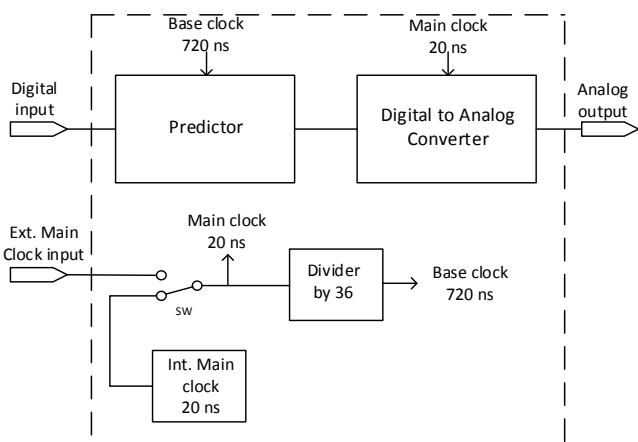 Base clock
720 ns
Main clock
20 ns
Digital
input
Predictor
Digital to Analog
Converter
Analog
output
Ext. Main
Clock input
Main clock
20 ns
SW
Divider
by 36
Base clock
720 ns
Int. Main
clock
20 ns